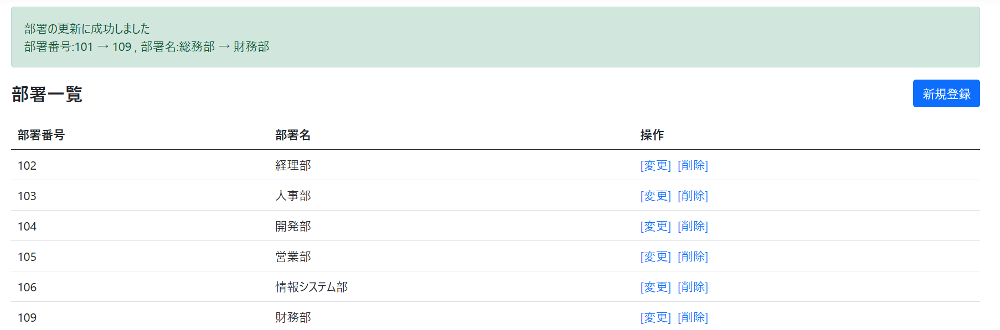 部署の更新に成功しました
部署番号:101 → 109 , 部署名:総務部 → 財務部
部署一覧
新規登録
部署番号 部署名 操作
102 経理部 [変更] [削除]
103 人事部 [変更] [削除]
104 開発部 [変更] [削除]
105 営業部 [変更] [削除]
106 情報システム部 [変更] [削除]
109 財務部 [変更] [削除]